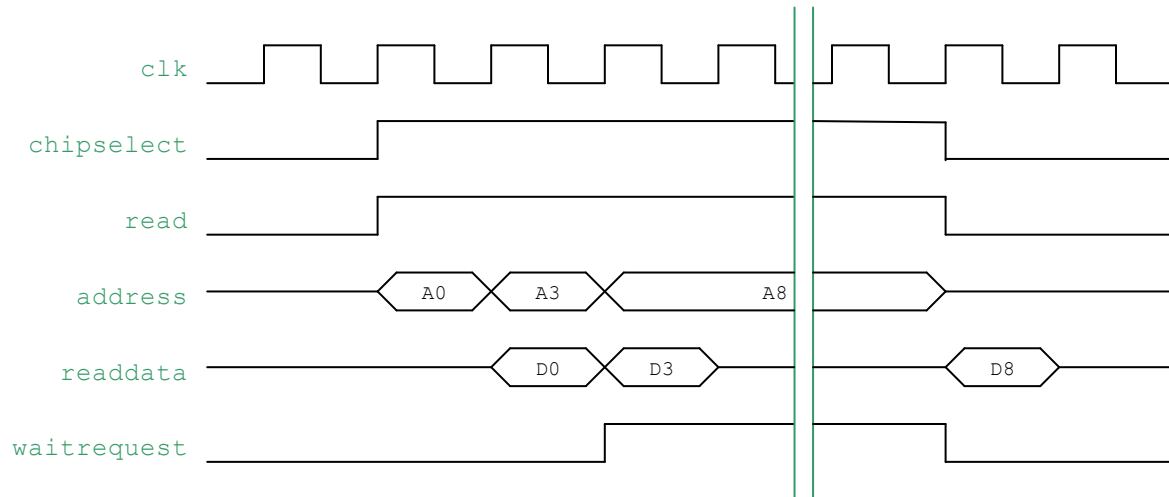 clk
chipselect
read
address A0 A3 A8
readdata D0 D3 D8
waitrequest